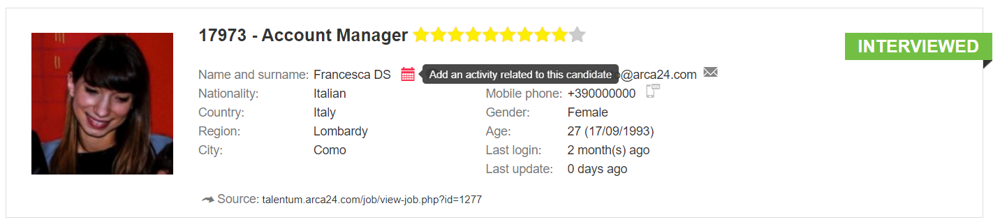 17973 - Account Manager
INTERVIEWED
Name and surname: Francesca DS Add an activity related to this candidate @arca24.com
Nationality: Italian Mobile phone: +390000000
Country: Italy Gender: Female
Region: Lombardy Age: 27 (17/09/1993)
City: Como Last login: 2 month(s) ago
Last update: 0 days ago
Source: talentum.arca24.com/job/view-job.php?id=1277